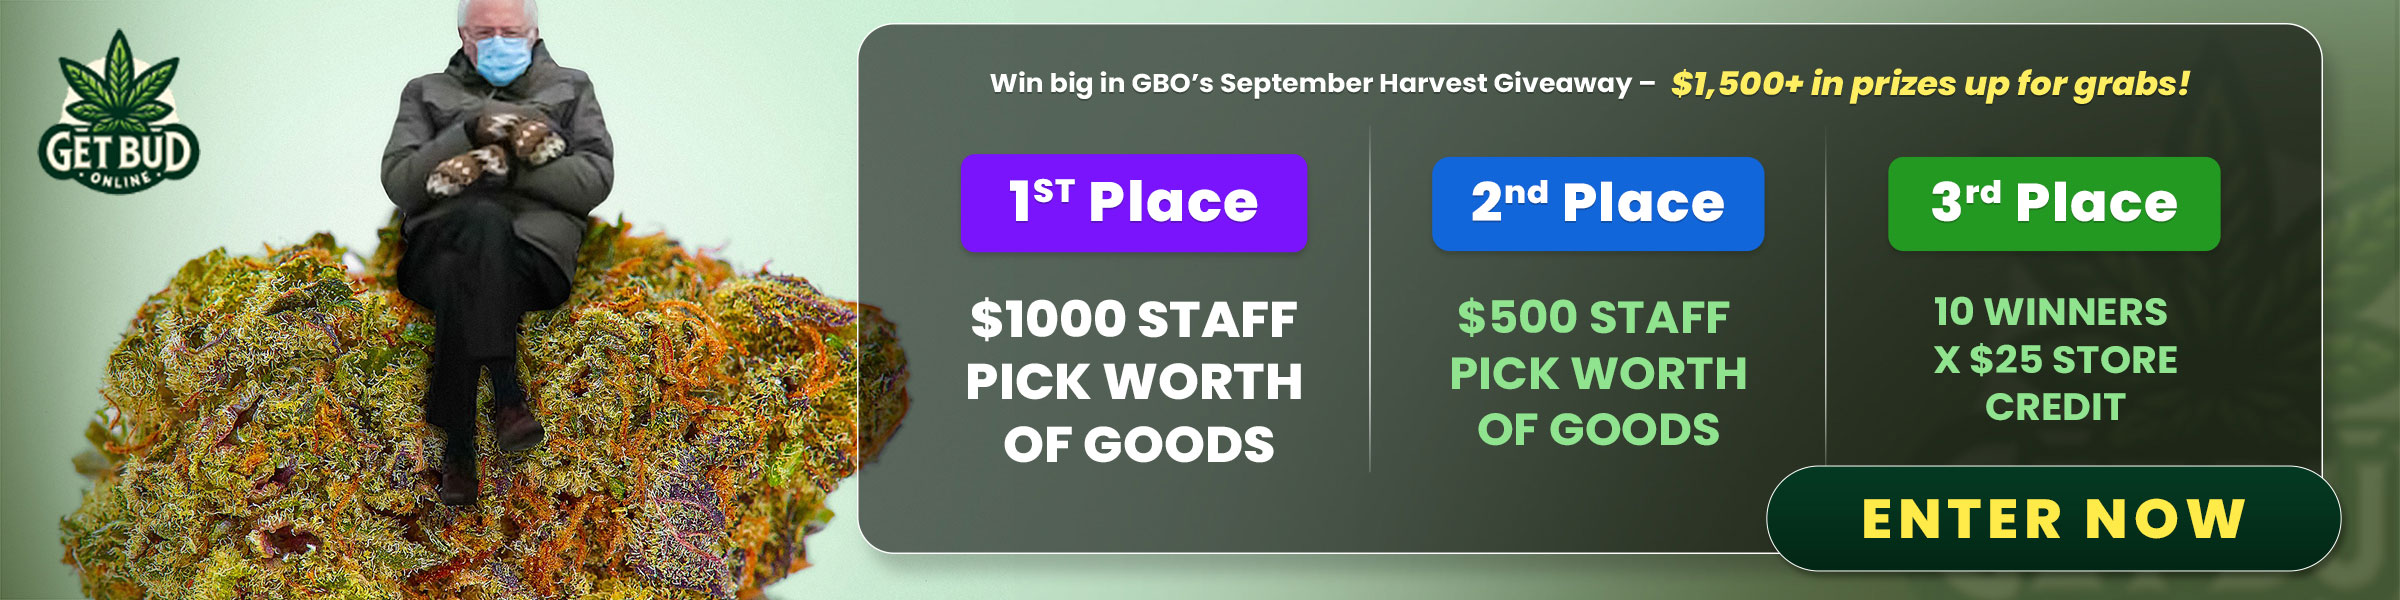 GET BUD
• ONLINE •
Win big in GBO's September Harvest Giveaway – $1,500+ in prizes up for grabs!
1ST Place
$1000 STAFF
PICK WORTH
OF GOODS
2nd Place
$500 STAFF
PICK WORTH
OF GOODS
3rd Place
10 WINNERS
X $25 STORE
CREDIT
ENTER NOW